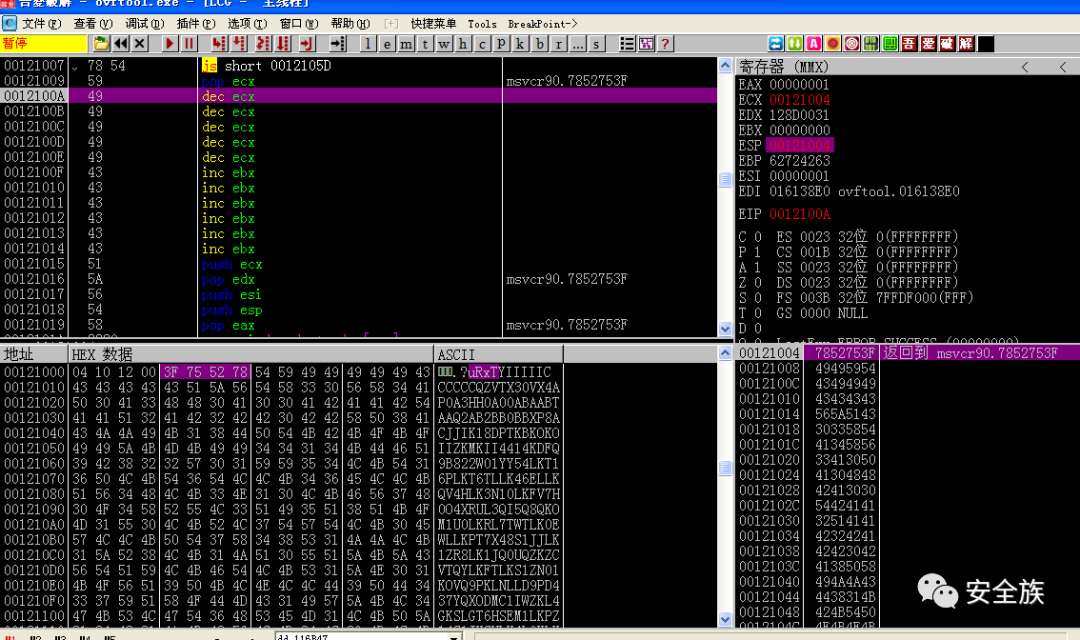 吾爱破解 - ovftool.exe - [LCG - 主线程]
文件(F) 查看(V) 调试(D) 插件(P) 选项(T) 窗口(W) 帮助(H) [+] 快捷菜单 Tools BreakPoint->
暂停 l e m t w h c p k b r ... s ? 吾 爱 破 解
00121007 78 54 js short 0012105D
00121009 59 pop ecx msvcr90.7852753F
0012100A 49 dec ecx
0012100B 49 dec ecx
0012100C 49 dec ecx
0012100D 49 dec ecx
0012100E 49 dec ecx
0012100F 43 inc ebx
00121010 43 inc ebx
00121011 43 inc ebx
00121012 43 inc ebx
00121013 43 inc ebx
00121014 43 inc ebx
00121015 51 push ecx
00121016 5A pop edx msvcr90.7852753F
00121017 56 push esi
00121018 54 push esp
00121019 58 pop eax msvcr90.7852753F
寄存器 (MMX) < <
EAX 00000001
ECX 00121004
EDX 128D0031
EBX 00000000
ESP 00121004
EBP 62724263
ESI 00000001
EDI 016138E0 ovftool.016138E0
EIP 0012100A
C 0 ES 0023 32位 0(FFFFFFFF)
P 1 CS 001B 32位 0(FFFFFFFF)
A 1 SS 0023 32位 0(FFFFFFFF)
Z 0 DS 0023 32位 0(FFFFFFFF)
S 0 FS 003B 32位 7FFDF000(FFF)
T 0 GS 0000 NULL
D 0
地址 HEX 数据 ASCII
00121000 04 10 12 00 3F 75 52 78 54 59 49 49 49 49 49 43 .?uRxTYIIIIIC
00121010 43 43 43 43 43 51 5A 56 54 58 33 30 56 58 34 41 CCCCCQZVTX30VX4A
00121020 50 30 41 33 48 48 30 41 30 30 41 42 41 41 42 54 P0A3HH0A00ABAABT
00121030 41 41 51 32 41 42 32 42 42 30 42 42 58 50 38 41 AAQ2AB2BB0BBXP8A
00121040 43 4A 4A 49 4B 31 38 44 50 54 4B 42 4B 4F 4B 4F CJJIK18DPTKBKOKO
00121050 49 49 5A 4B 4D 4B 49 49 34 34 31 34 4B 44 46 51 IIZKMKII4414KDFQ
00121060 39 42 38 32 32 57 30 31 59 59 35 34 4C 4B 54 31 9B822W01YY54LKT1
00121070 36 50 4C 4B 54 36 54 4C 4C 4B 34 36 45 4C 4C 4B 6PLKT6TLLK46ELLK
00121080 51 56 34 48 4C 4B 33 4E 31 30 4C 4B 46 56 37 48 QV4HLK3N10LKFV7H
00121090 30 4F 34 58 52 55 4C 33 51 49 35 51 38 51 4B 4F 0O4XRUL3QI5Q8QKO
001210A0 4D 31 55 30 4C 4B 52 4C 37 54 57 54 4C 4B 30 45 M1U0LKRL7TWTLK0E
001210B0 57 4C 4C 4B 50 54 37 58 34 38 53 31 4A 4A 4C 4B WLLKPT7X48S1JJLK
001210C0 31 5A 52 38 4C 4B 31 4A 51 30 55 51 5A 4B 5A 43 1ZR8LK1JQ0UQZKZC
001210D0 56 54 51 59 4C 4B 46 54 4C 4B 53 31 5A 4E 30 31 VTQYLKFTLKS1ZN01
001210E0 4B 4F 56 51 39 50 4B 4C 4E 4C 4C 44 39 50 44 34 KOVQ9PKLNLLD9PD4
001210F0 33 37 59 51 58 4F 44 4D 43 31 49 57 5A 4B 4C 34 37YQXODMC1IWZKL4
00121100 47 4B 53 4C 47 54 36 48 53 45 4D 31 4C 4B 50 5A GKSLGT6HSEM1LKPZ
00121004 7852753F 返回到 msvcr90.7852753F
00121008 49495954
0012100C 43494949
00121010 43434343
00121014 565A5143
00121018 30335854
0012101C 41345856
00121020 33413050
00121024 41304848
00121028 42413030
0012102C 54424141
00121030 32514141
00121034 42324241
00121038 42423042
0012103C 41385058
00121040 494A4A43
00121044 4438314B
00121048 424B5450
安全族